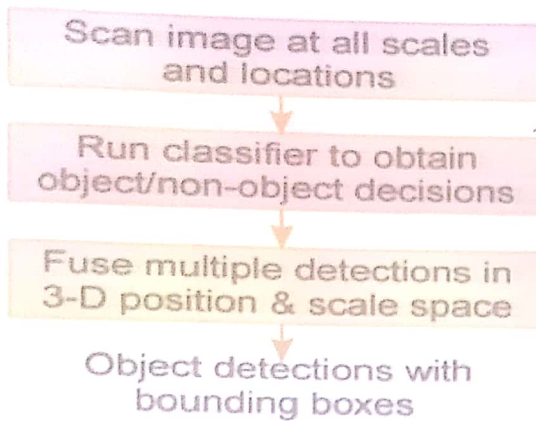 Scan image at all scales
and locations
Run classifier to obtain
object/non-object decisions
Fuse multiple detections in
3-D position & scale space
Object detections with
bounding boxes